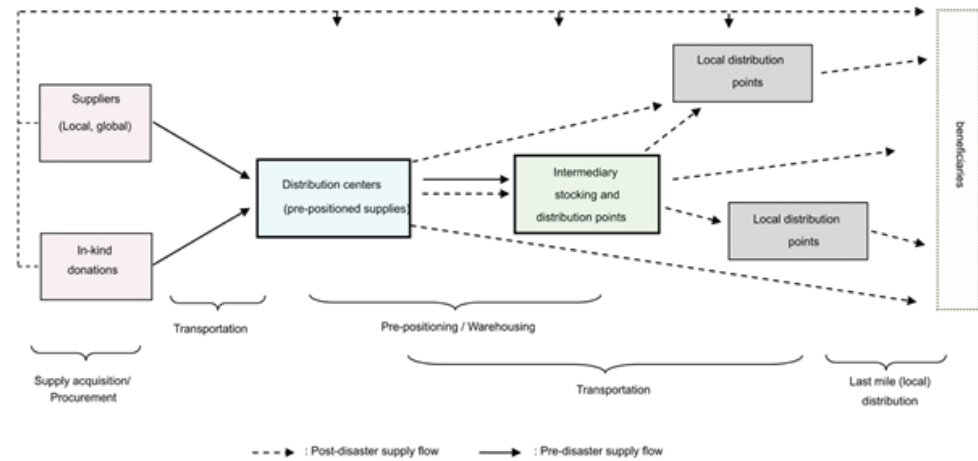 Suppliers
(Local, global)
In-kind
donations
Distribution centers
(pre-positioned supplies)
Intermediary
stocking and
distribution points
Local distribution
points
Local distribution
points
beneficiaries
Transportation
Pre-positioning / Warehousing
Supply acquisition/
Procurement
Transportation
Last mile (local)
distribution
: Post-disaster supply flow
: Pre-disaster supply flow